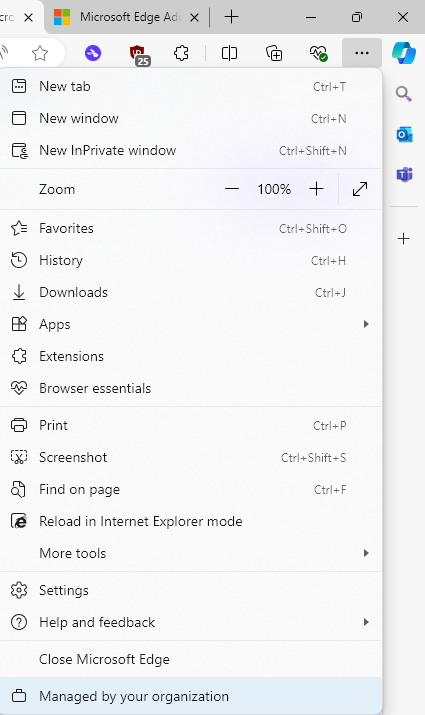 cro
Microsoft Edge Ad
25
New tab Ctrl+T
New window Ctrl+N
New InPrivate window Ctrl+Shift+N
Zoom 100%
Favorites Ctrl+Shift+O
History Ctrl+H
Downloads Ctrl+J
Apps
Extensions
Browser essentials
Print Ctrl+P
Screenshot Ctrl+Shift+S
Find on page Ctrl+F
Reload in Internet Explorer mode
More tools
Settings
Help and feedback
Close Microsoft Edge
Managed by your organization